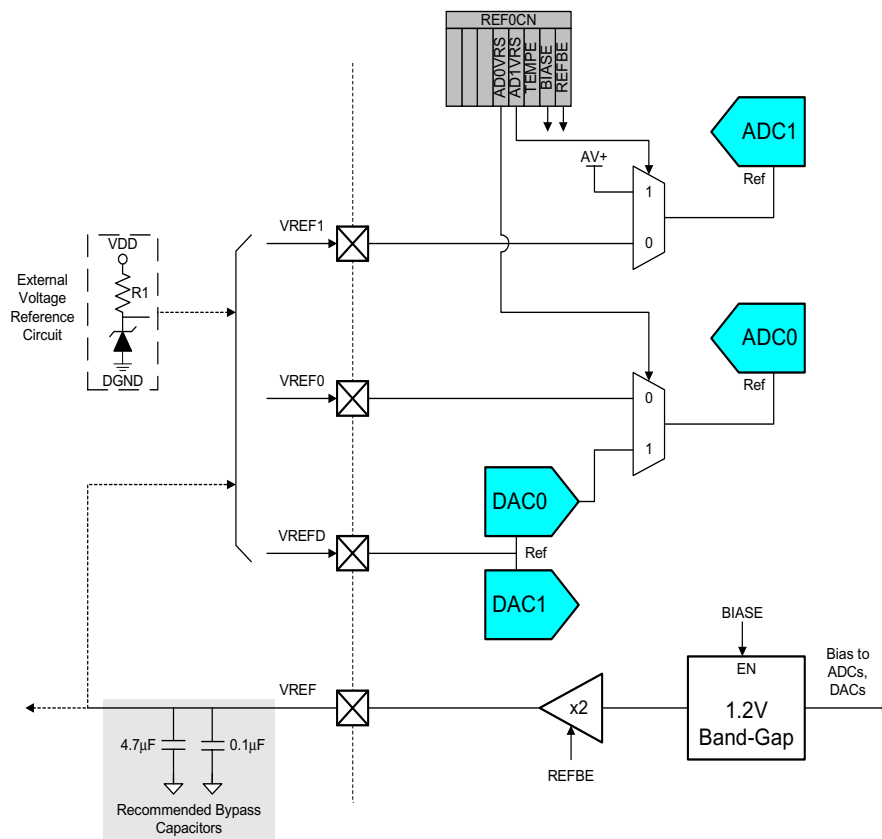 REF0CN
AD0VRS
AD1VRS
TEMPE
BIASE
REFBE
ADC1
Ref
AV+
1
0
VREF1
External
Voltage
Reference
Circuit
VDD
R1
DGND
ADC0
Ref
VREF0
0
1
DAC0
VREFD
Ref
DAC1
BIASE
EN
1.2V
Band-Gap
Bias to
ADCs,
DACs
VREF
x2
REFBE
4.7µF
0.1µF
Recommended Bypass
Capacitors